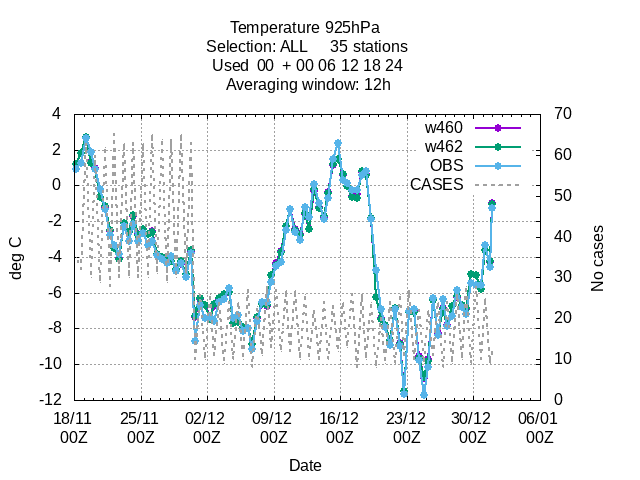 Temperature 925hPa
Selection: ALL 35 stations
Used 00 + 00 06 12 18 24
Averaging window: 12h
4
2
0
-2
-4
-6
-8
-10
-12
deg C
70
60
50
40
30
20
10
0
No cases
w460
w462
OBS
CASES
18/11 25/11 02/12 09/12 16/12 23/12 30/12 06/01
00Z 00Z 00Z 00Z 00Z 00Z 00Z 00Z
Date